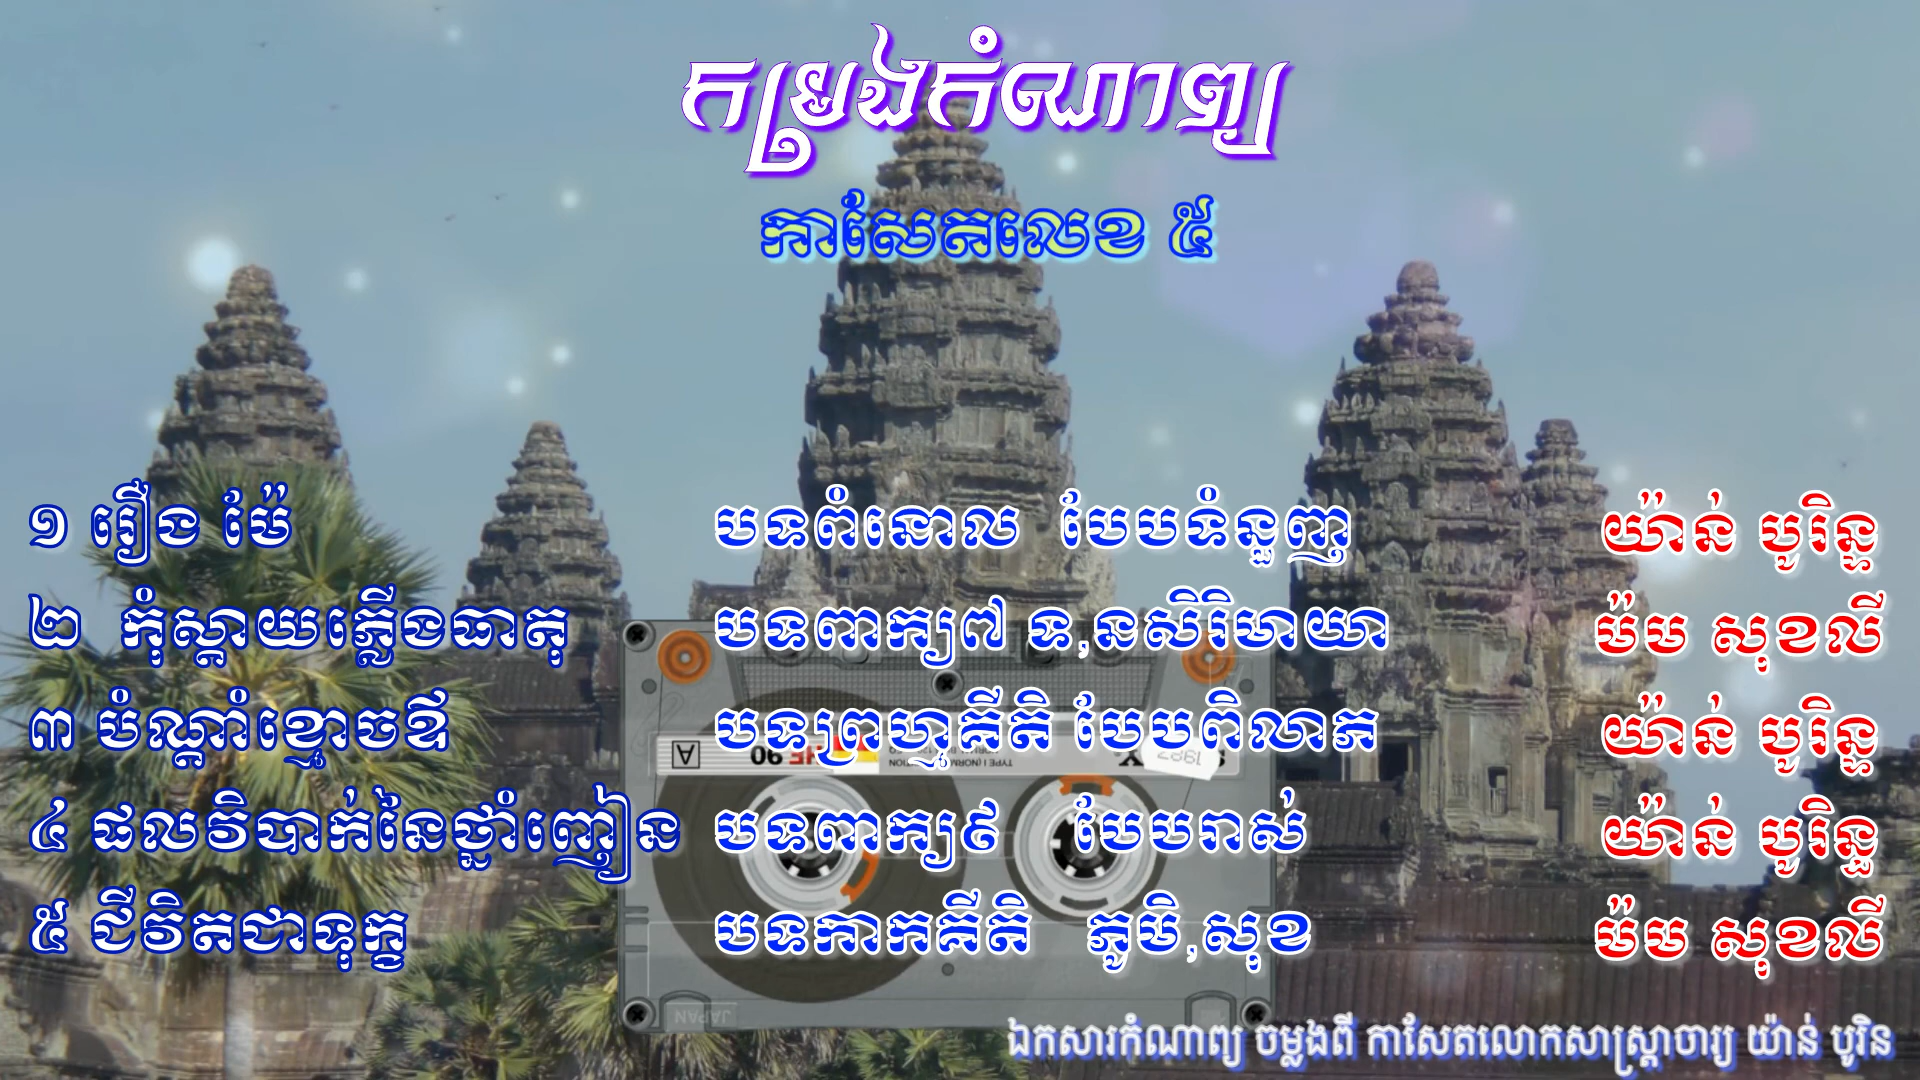 កម្រងកំណាព្យ
កាសែតលេខ ៥
១ រឿង ម៉ែ បទពំនោល បែបទំនួញ យ៉ាន់ បូរិន្ទ
២ កុំស្តាយភ្លើងធាតុ បទពាក្យ៧ ទ,នសិរិមាយា ម៉ម សុខលី
៣ បំណ្តាំខ្មោចឪ បទព្រហ្មគីតិ បែបពិលាភ យ៉ាន់ បូរិន្ទ
៤ ផលវិបាក់នៃថ្នាំញៀន បទពាក្យ៩ បែបរាស់ យ៉ាន់ បូរិន្ទ
៥ ជីវិតជាទុក្ខ បទកាកគីតិ ភូមិ,សុខ ម៉ម សុខលី
A 90
1987
JAPAN
ឯកសារកំណាព្យ ចម្លងពី កាសែតលោកសាស្ត្រាចារ្យ យ៉ាន់ បូរិន